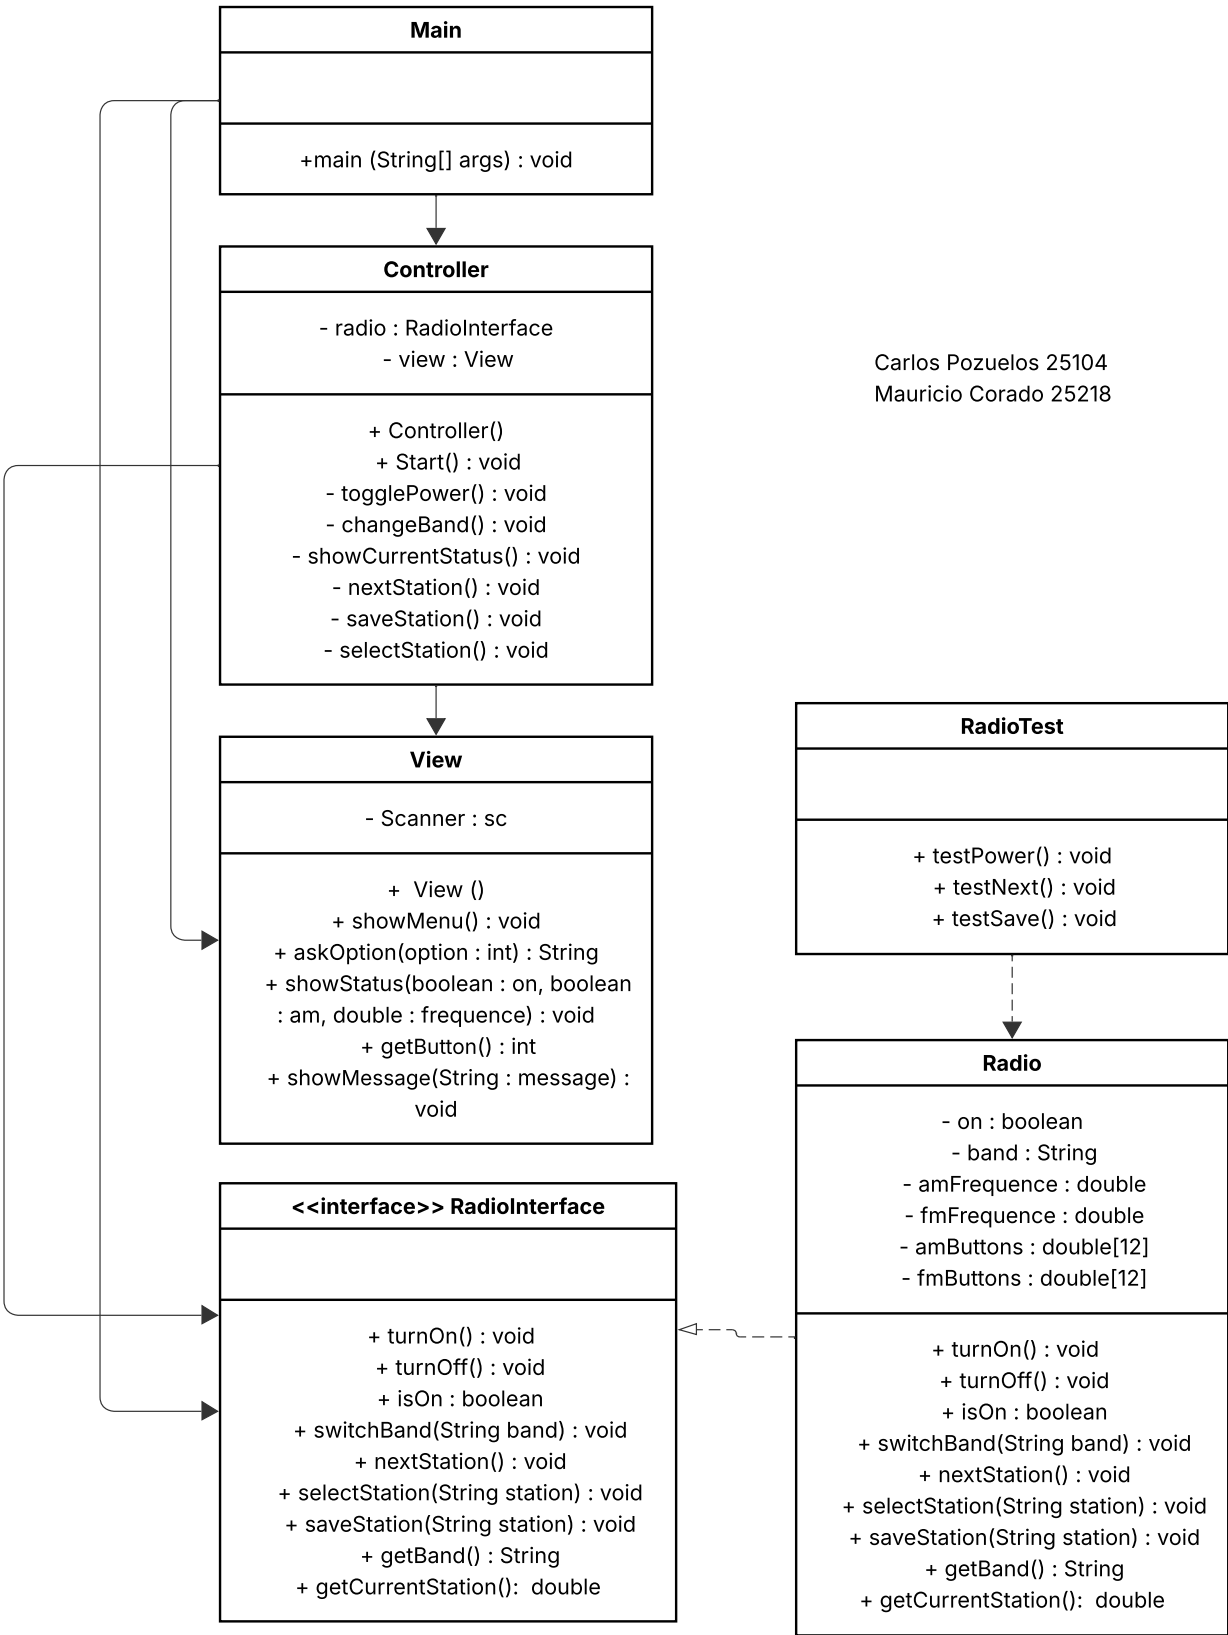 Main
+main (String[] args) : void
Controller
- radio : RadioInterface
- view : View
+ Controller()
+ Start() : void
- togglePower() : void
- changeBand() : void
- showCurrentStatus() : void
- nextStation() : void
- saveStation() : void
- selectStation() : void
Carlos Pozuelos 25104
Mauricio Corado 25218
View
- Scanner : sc
+  View ()
+ showMenu() : void
+ askOption(option : int) : String
+ showStatus(boolean : on, boolean
: am, double : frequence) : void
+ getButton() : int
+ showMessage(String : message) :
void
<<interface>> RadioInterface
+ turnOn() : void
+ turnOff() : void
+ isOn : boolean
+ switchBand(String band) : void
+ nextStation() : void
+ selectStation(String station) : void
+ saveStation(String station) : void
+ getBand() : String
+ getCurrentStation():  double
RadioTest
+ testPower() : void
+ testNext() : void
+ testSave() : void
Radio
- on : boolean
- band : String
- amFrequence : double
- fmFrequence : double
- amButtons : double[12]
- fmButtons : double[12]
+ turnOn() : void
+ turnOff() : void
+ isOn : boolean
+ switchBand(String band) : void
+ nextStation() : void
+ selectStation(String station) : void
+ saveStation(String station) : void
+ getBand() : String
+ getCurrentStation():  double